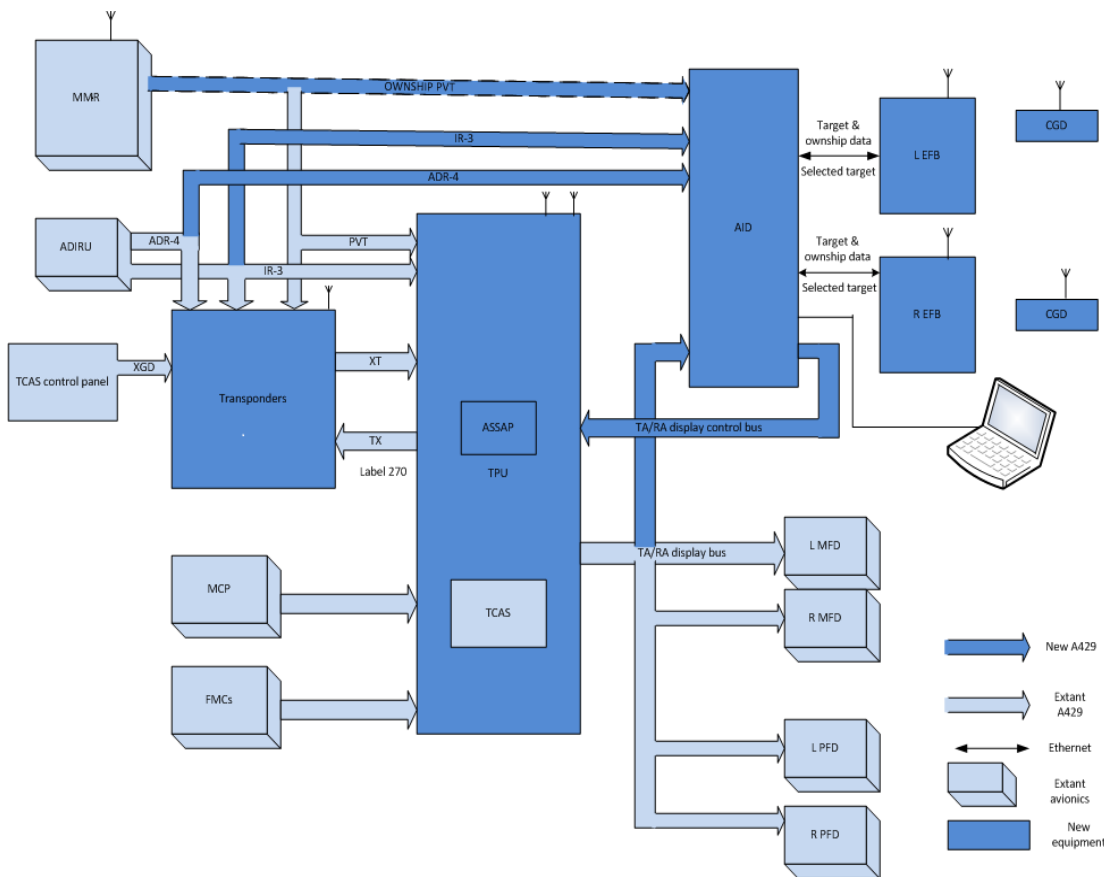 MMR
OWNSHIP PVT
IR-3
ADR-4
ADIRU
ADR-4
PVT
IR-3
TCAS control panel
XGD
Transponders
XT
TX
Label 270
ASSAP
TPU
TCAS
MCP
FMCs
AID
Target &
ownship data
Selected target
L EFB
CGD
Target &
ownship data
Selected target
R EFB
CGD
TA/RA display control bus
TA/RA display bus
L MFD
R MFD
L PFD
R PFD
New A429
Extant
A429
Ethernet
Extant
avionics
New
equipment